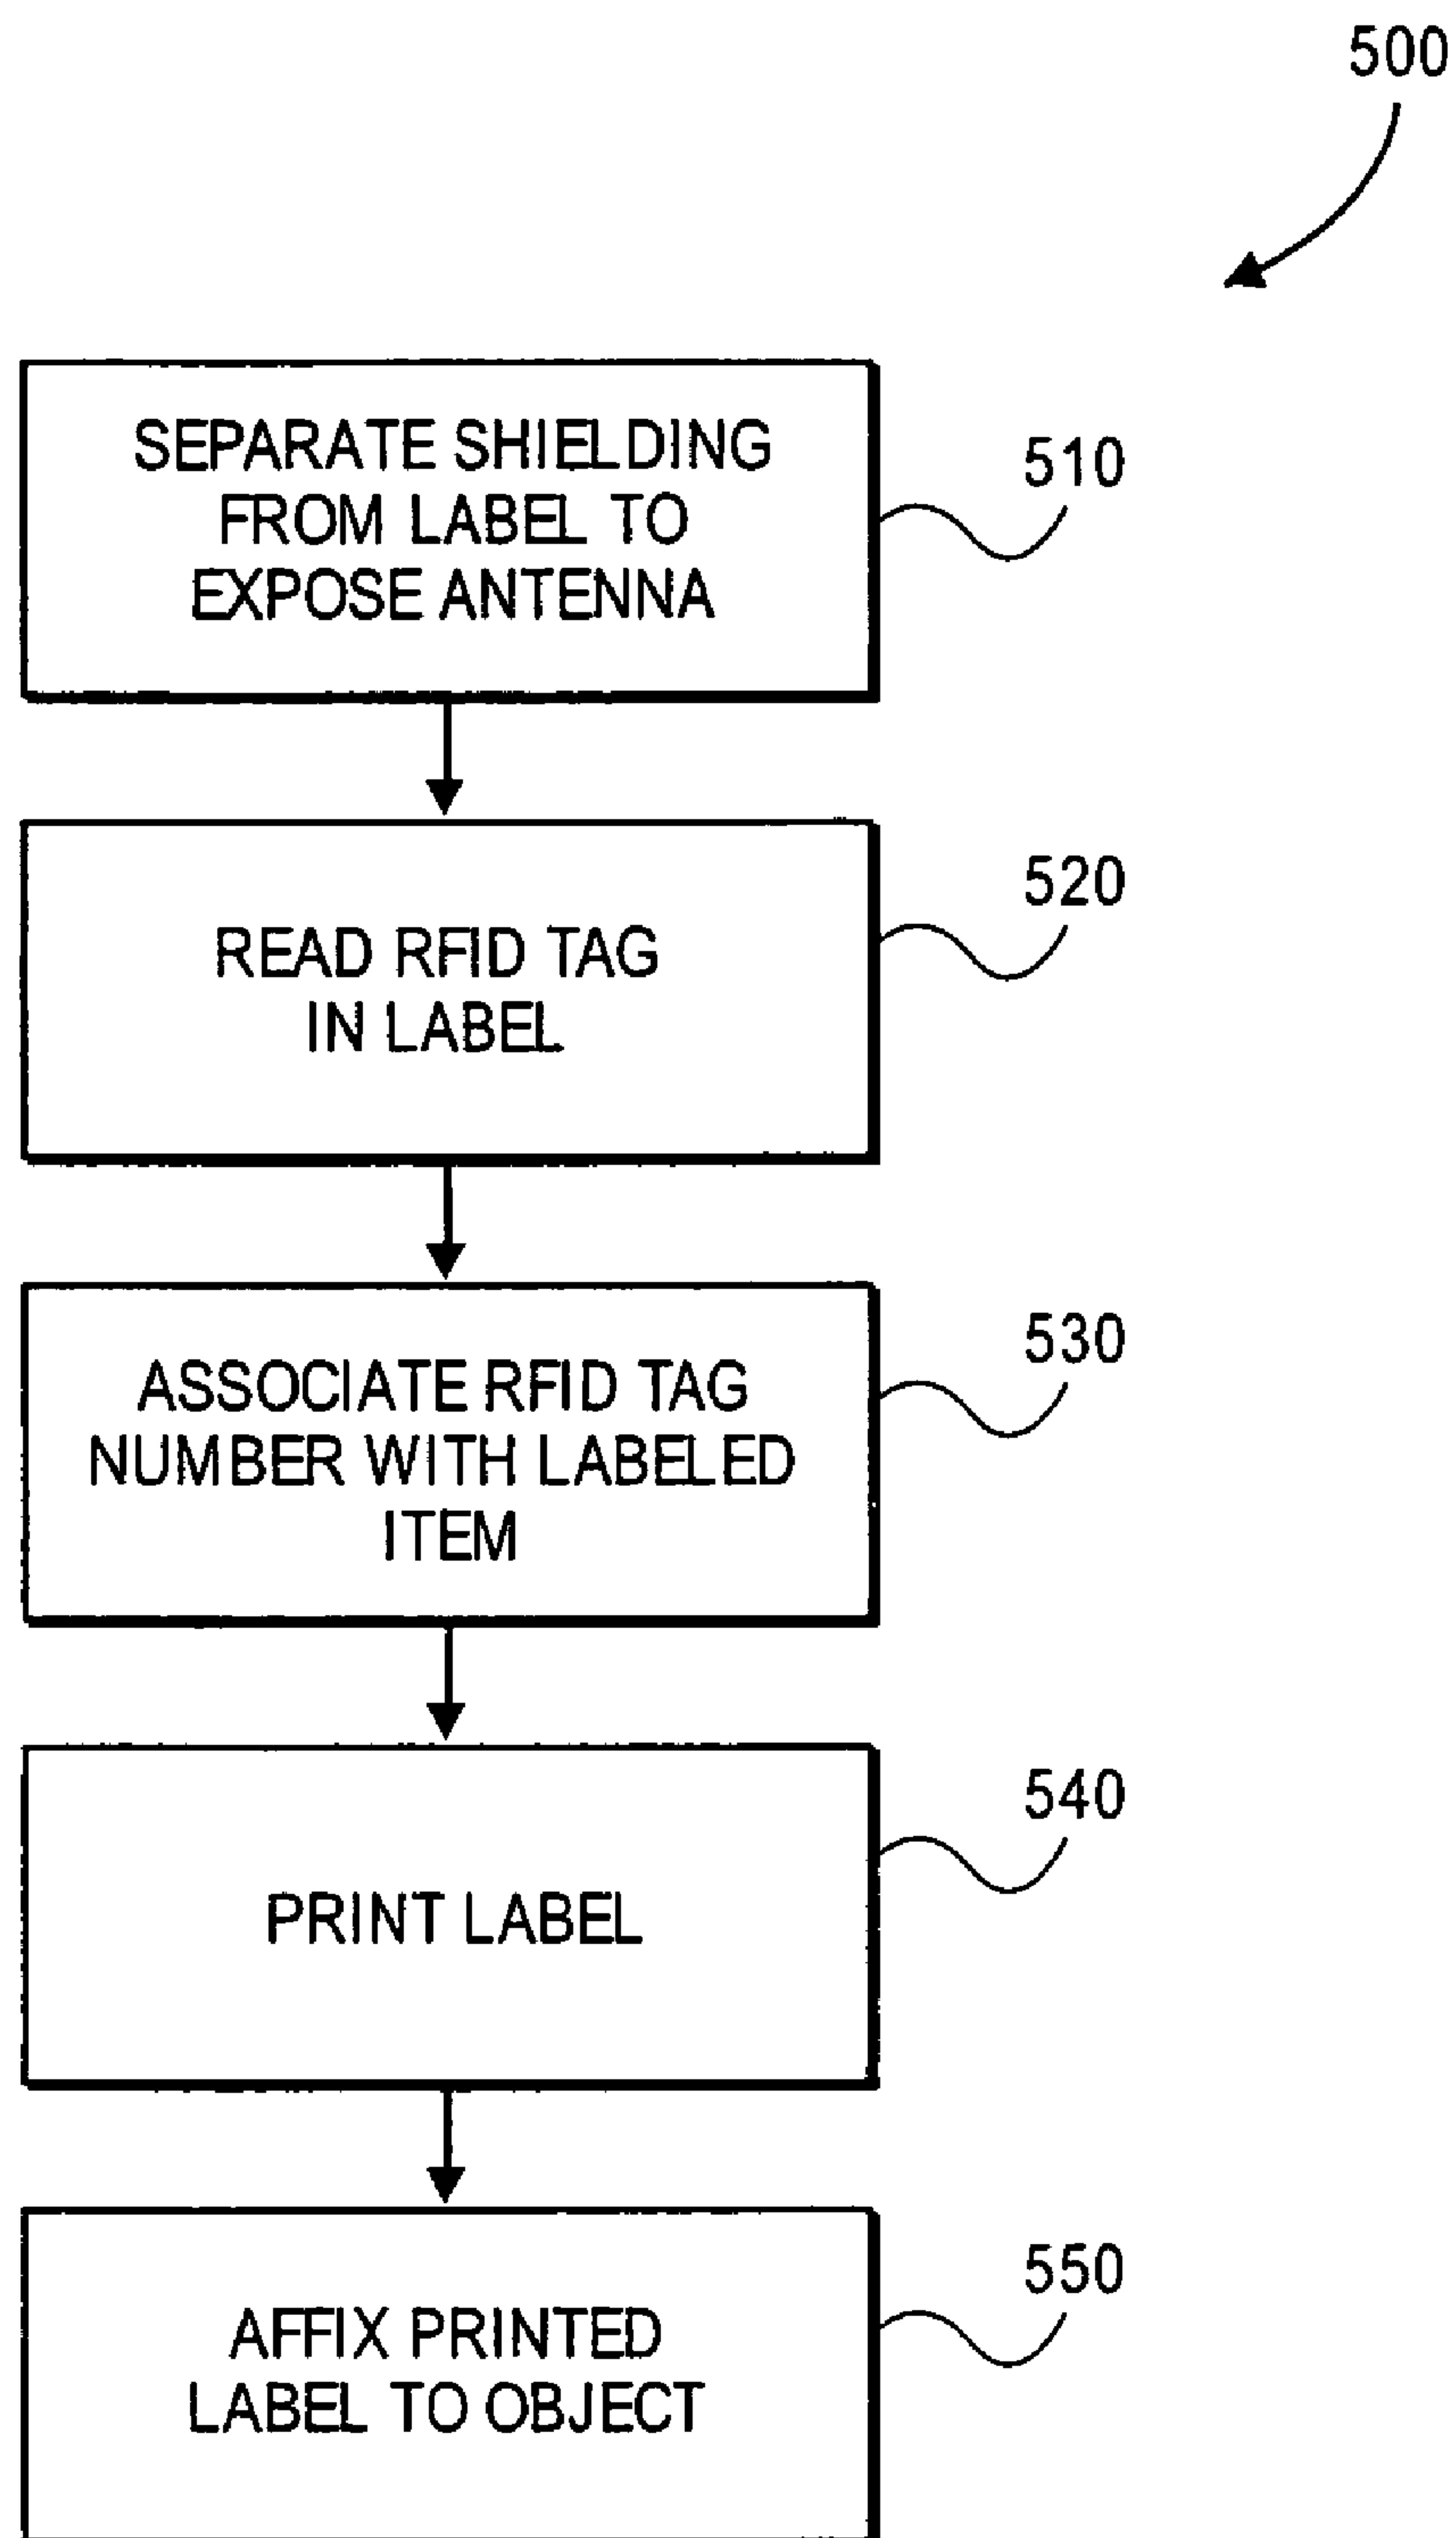 500
SEPARATE SHIELDING
FROM LABEL TO
EXPOSE ANTENNA
510
READ RFID TAG
IN LABEL
520
ASSOCIATE RFID TAG
NUMBER WITH LABELED
ITEM
530
PRINT LABEL
540
AFFIX PRINTED
LABEL TO OBJECT
550